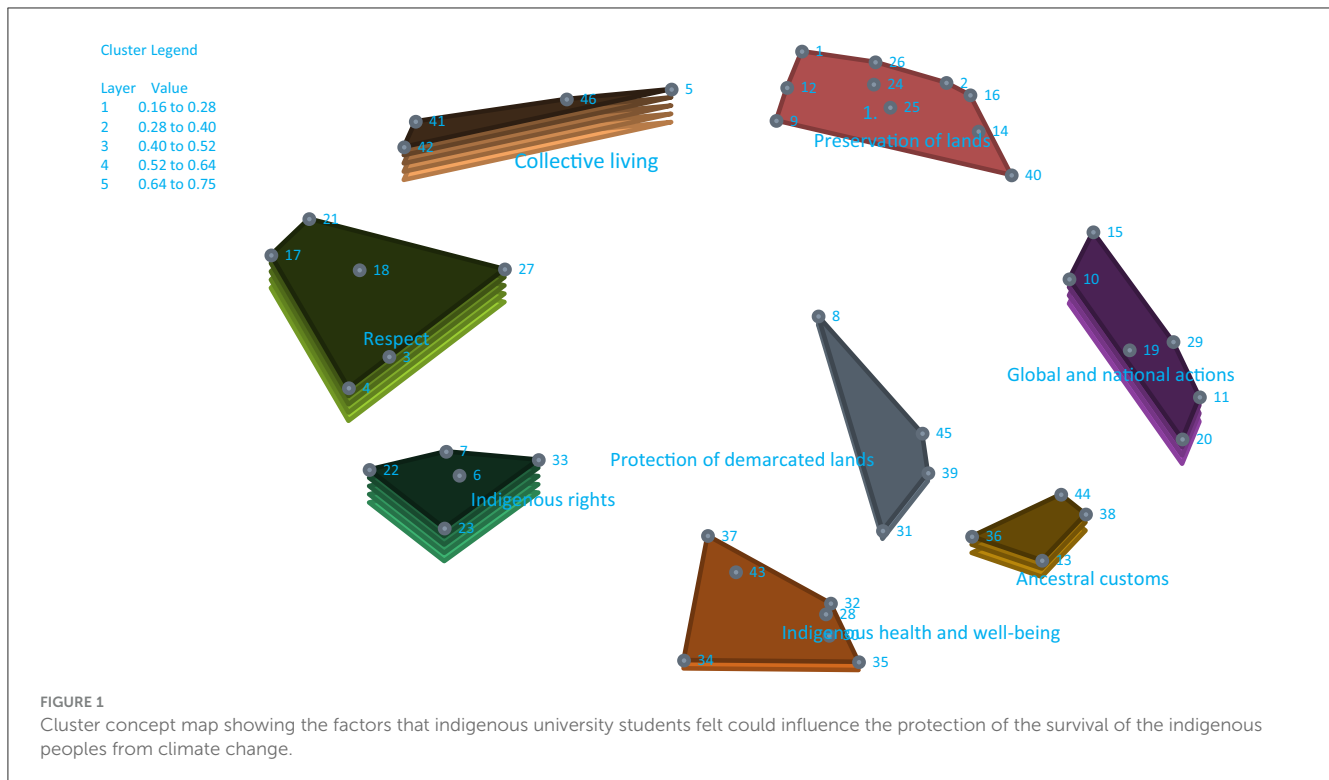 Cluster Legend
Layer Value
1 0.16 to 0.28
2 0.28 to 0.40
3 0.40 to 0.52
4 0.52 to 0.64
5 0.64 to 0.75
41
42
46
5
Collective living
1
26
2
12
24
16
25
9
1.
14
Preservation of lands
40
21
17
18
27
Respect
3
4
15
10
29
19
Global and national actions
11
20
8
45
Protection of demarcated lands
39
31
7
22
6
33
Indigenous rights
23
44
38
36
13
Ancestral customs
37
43
32
28
Indigenous health and well-being
34
35
FIGURE 1
Cluster concept map showing the factors that indigenous university students felt could influence the protection of the survival of the indigenous
peoples from climate change.